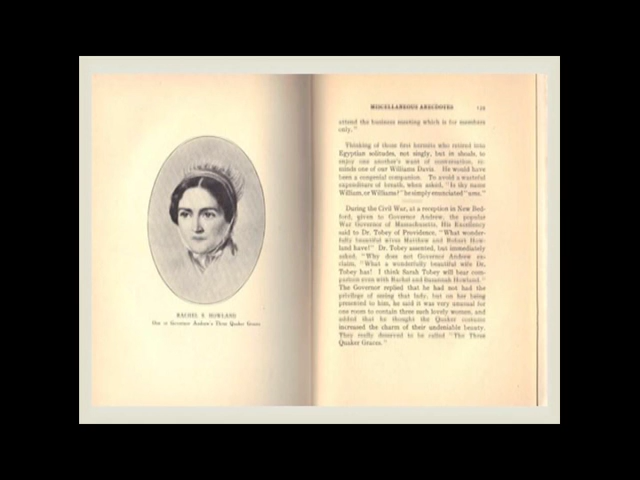 RACHEL S. HOWLAND
One of Governor Andrew's Three Quaker Graces
MISCELLANEOUS ANECDOTES
attend the business meeting which is for members
only."
Thinking of those first hermits who retired into
Egyptian solitudes, not singly, but in shoals, to
enjoy one another's want of conversation, re-
minds one of our Williams Davis. He would have
been a congenial companion. To avoid a wasteful
expenditure of breath, when asked, "Is thy name
William, or Williams?" he simply enunciated "ams."
During the Civil War, at a reception in New Bed-
ford, given to Governor Andrew, the popular
War Governor of Massachusetts, His Excellency
said to Dr. Tobey of Providence, "What wonder-
fully beautiful wives Matthew and Robert How-
land have!" Dr. Tobey assented, but immediately
asked, "Why does not Governor Andrew ex-
claim, 'What a wonderfully beautiful wife Dr.
Tobey has! I think Sarah Tobey will bear com-
parison even with Rachel and Susannah Howland."
The Governor replied that he had not had the
privilege of seeing that lady, but on her being
presented to him, he said it was very unusual for
one room to contain three such lovely women, and
added that he thought the Quaker costume
increased the charm of their undeniable beauty.
They really deserved to be called "The Three
Quaker Graces."